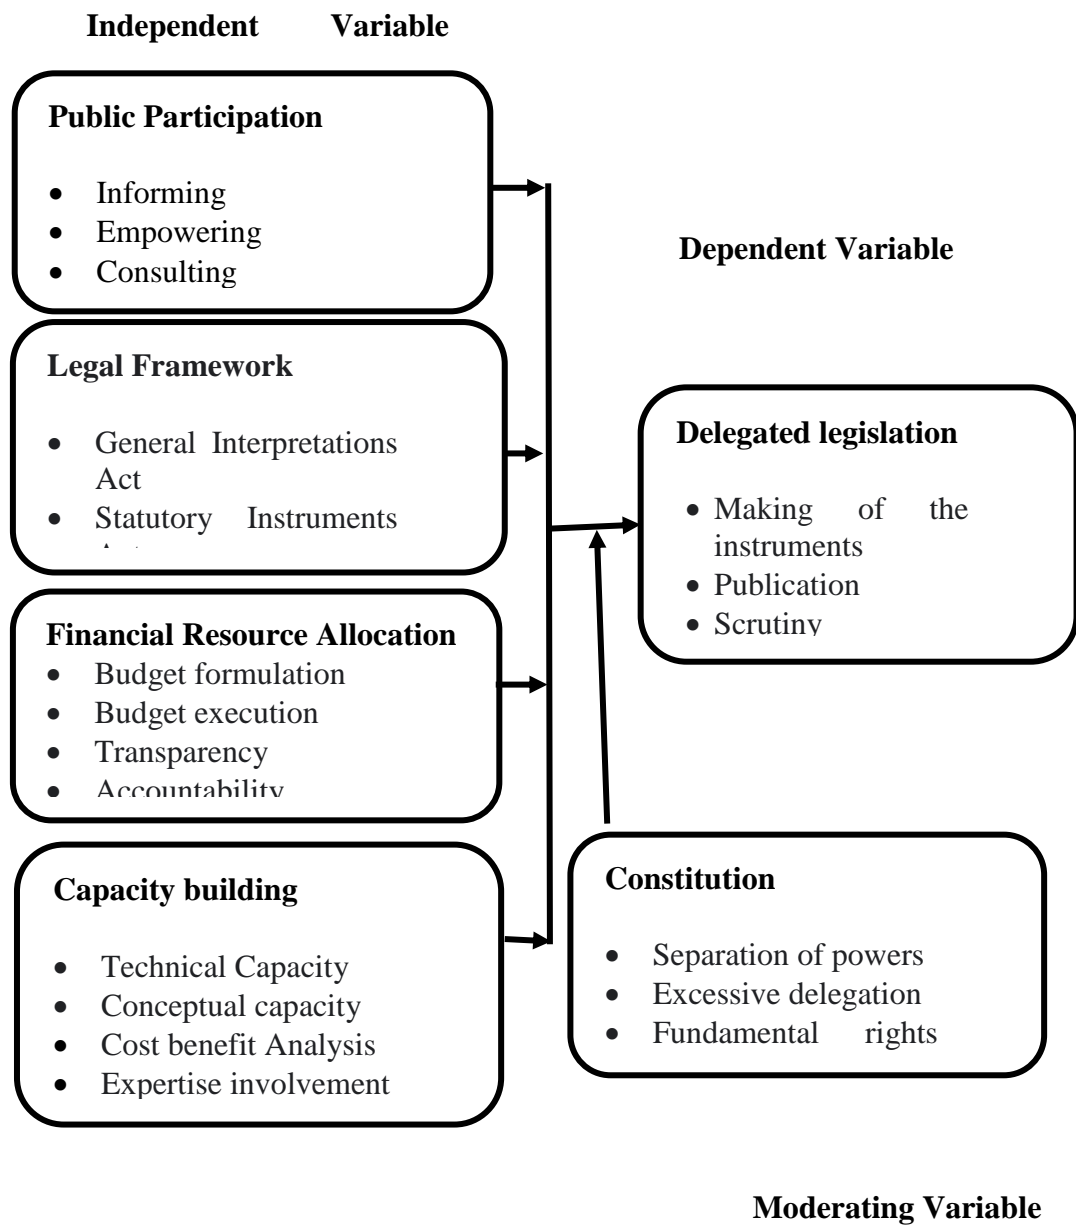 Independent Variable
Public Participation
• Informing
• Empowering
• Consulting
Legal Framework
• General Interpretations
Act
• Statutory Instruments
Financial Resource Allocation
• Budget formulation
• Budget execution
• Transparency
• Accountability
Capacity building
• Technical Capacity
• Conceptual capacity
• Cost benefit Analysis
• Expertise involvement
Dependent Variable
Delegated legislation
• Making of the
instruments
• Publication
• Scrutiny
Constitution
• Separation of powers
• Excessive delegation
• Fundamental rights
Moderating Variable